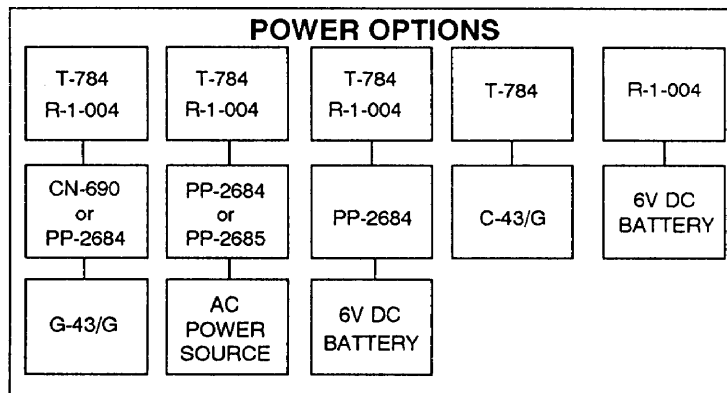 POWER OPTIONS
T-784
R-1-004
T-784
R-1-004
T-784
R-1-004
T-784
R-1-004
CN-690
or
PP-2684
PP-2684
or
PP-2685
PP-2684
C-43/G
6V DC
BATTERY
G-43/G
AC
POWER
SOURCE
6V DC
BATTERY